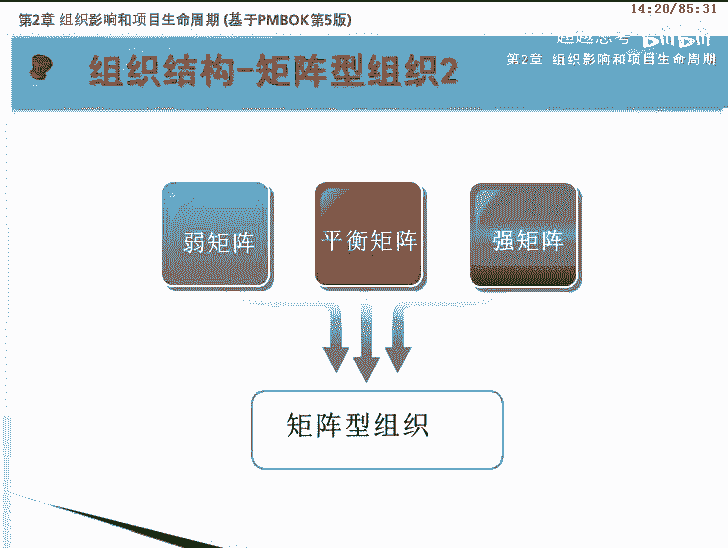 14:20/85:31
第2章 组织影响和项目生命周期 (基于PMBOK第5版)
bilibili
第2章 组织影响和项目生命周期
组织结构-矩阵型组织2
弱矩阵
平衡矩阵
强矩阵
矩阵型组织